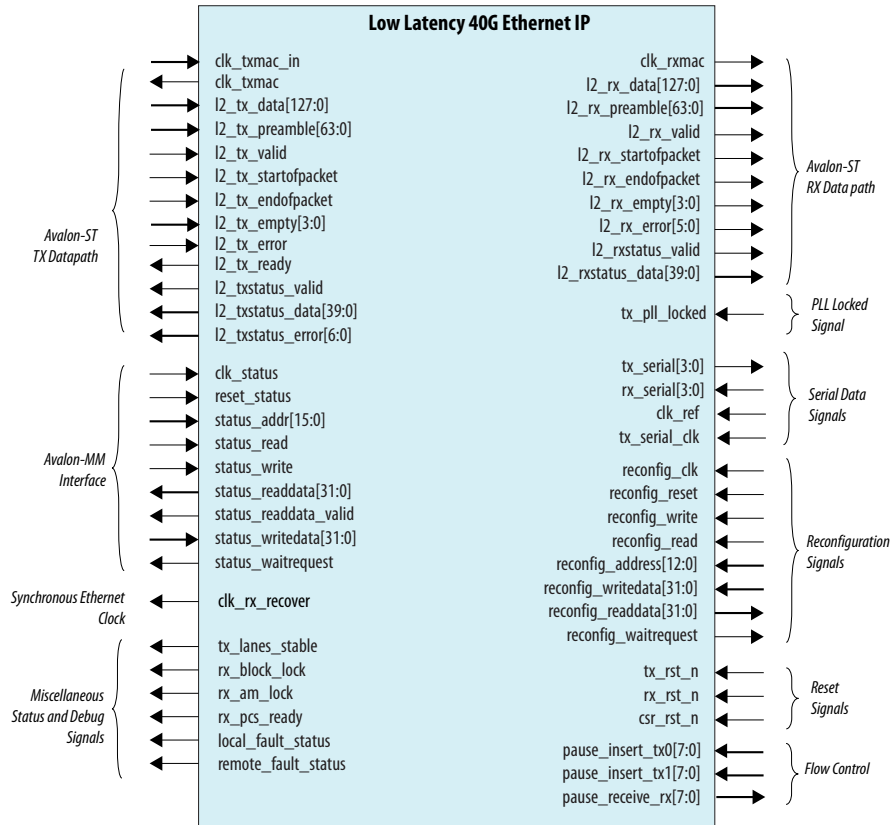 Low Latency 40G Ethernet IP
clk_txmac_in
clk_txmac
l2_tx_data[127:0]
l2_tx_preamble[63:0]
l2_tx_valid
l2_tx_startofpacket
l2_tx_endofpacket
l2_tx_empty[3:0]
l2_tx_error
l2_tx_ready
l2_txstatus_valid
l2_txstatus_data[39:0]
l2_txstatus_error[6:0]
Avalon-ST
TX Datapath
clk_status
reset_status
status_addr[15:0]
status_read
status_write
status_readdata[31:0]
status_readdata_valid
status_writedata[31:0]
status_waitrequest
Avalon-MM
Interface
clk_rx_recover
Synchronous Ethernet
Clock
tx_lanes_stable
rx_block_lock
rx_am_lock
rx_pcs_ready
local_fault_status
remote_fault_status
Miscellaneous
Status and Debug
Signals
clk_rxmac
l2_rx_data[127:0]
l2_rx_preamble[63:0]
l2_rx_valid
l2_rx_startofpacket
l2_rx_endofpacket
l2_rx_empty[3:0]
l2_rx_error[5:0]
l2_rxstatus_valid
l2_rxstatus_data[39:0]
Avalon-ST
RX Data path
tx_pll_locked
PLL Locked
Signal
tx_serial[3:0]
rx_serial[3:0]
clk_ref
tx_serial_clk
Serial Data
Signals
reconfig_clk
reconfig_reset
reconfig_write
reconfig_read
reconfig_address[12:0]
reconfig_writedata[31:0]
reconfig_readdata[31:0]
reconfig_waitrequest
Reconfiguration
Signals
tx_rst_n
rx_rst_n
csr_rst_n
Reset
Signals
pause_insert_tx0[7:0]
pause_insert_tx1[7:0]
pause_receive_rx[7:0]
Flow Control